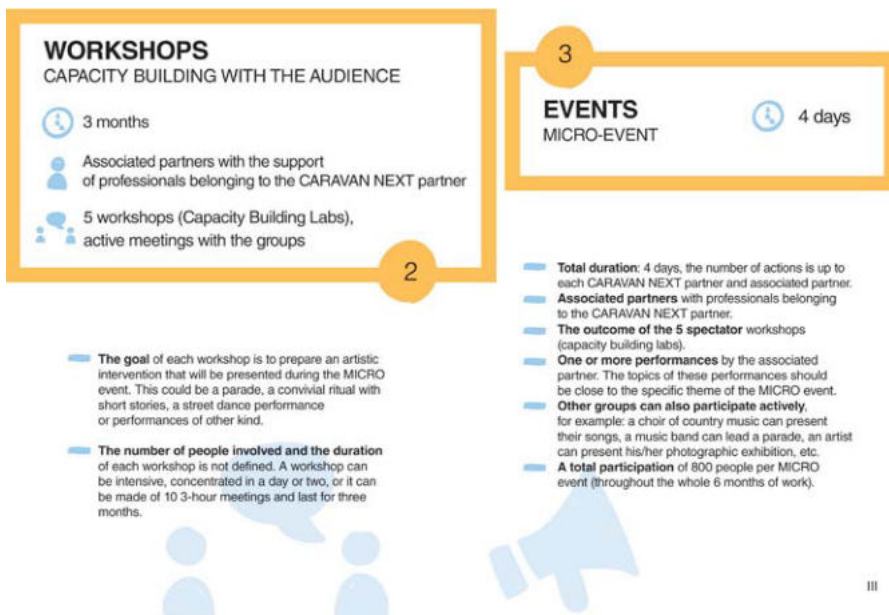 WORKSHOPS
CAPACITY BUILDING WITH THE AUDIENCE
3 months
Associated partners with the support
of professionals belonging to the CARAVAN NEXT partner
5 workshops (Capacity Building Labs),
active meetings with the groups
2
The goal of each workshop is to prepare an artistic
intervention that will be presented during the MICRO
event. This could be a parade, a convivial ritual with
short stories, a street dance performance
or performances of other kind.
The number of people involved and the duration
of each workshop is not defined. A workshop can
be intensive, concentrated in a day or two, or it can
be made of 10 3-hour meetings and last for three
months.
3
EVENTS
MICRO-EVENT
4 days
Total duration: 4 days, the number of actions is up to
each CARAVAN NEXT partner and associated partner.
Associated partners with professionals belonging
to the CARAVAN NEXT partner.
The outcome of the 5 spectator workshops
(capacity building labs).
One or more performances by the associated
partner. The topics of these performances should
be close to the specific theme of the MICRO event.
Other groups can also participate actively,
for example: a choir of country music can present
their songs, a music band can lead a parade, an artist
can present his/her photographic exhibition, etc.
A total participation of 800 people per MICRO
event (throughout the whole 6 months of work).
III